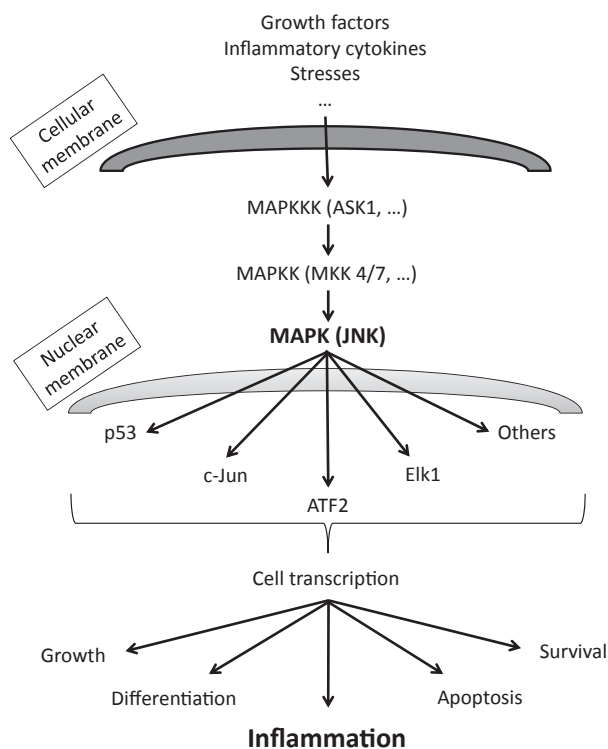 Growth factors
Inflammatory cytokines
Stresses
...
Cellular
membrane
MAPKKK (ASK1, ...)
MAPKK (MKK 4/7, ...)
MAPK (JNK)
Nuclear
membrane
p53
Others
c-Jun
Elk1
ATF2
Cell transcription
Growth
Survival
Differentiation
Apoptosis
Inflammation